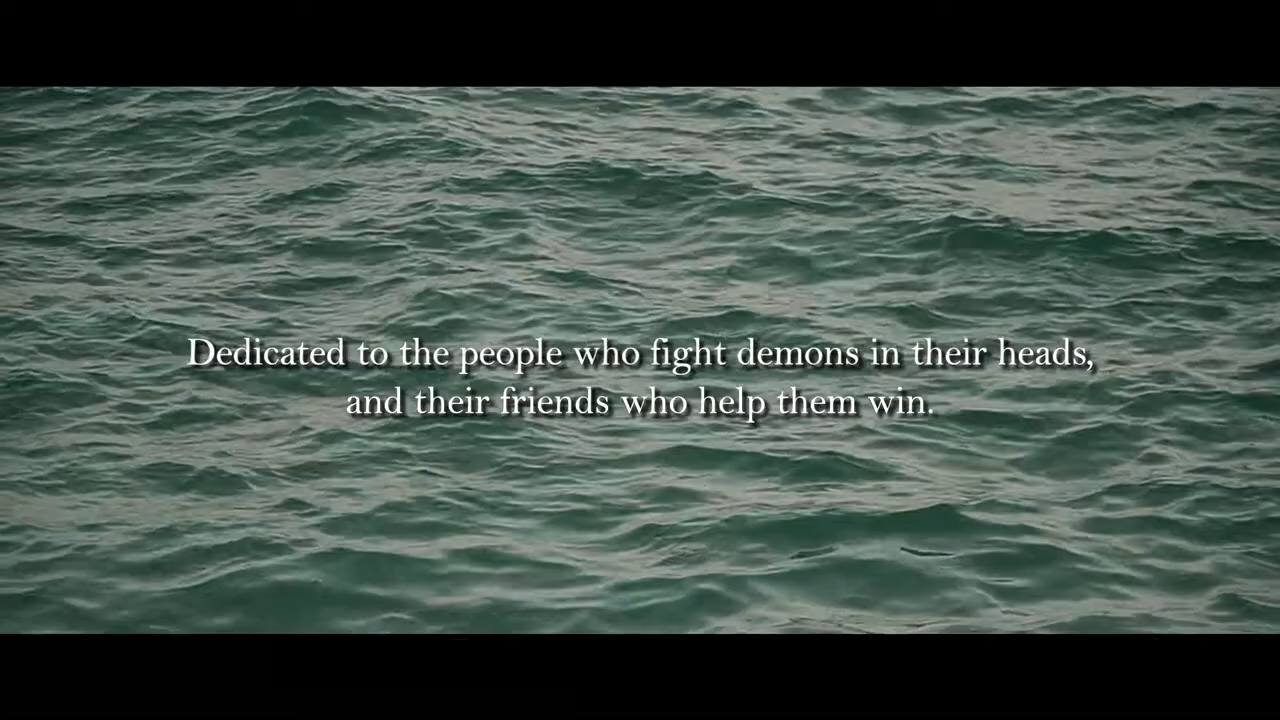 Dedicated to the people who fight demons in their heads,
and their friends who help them win.